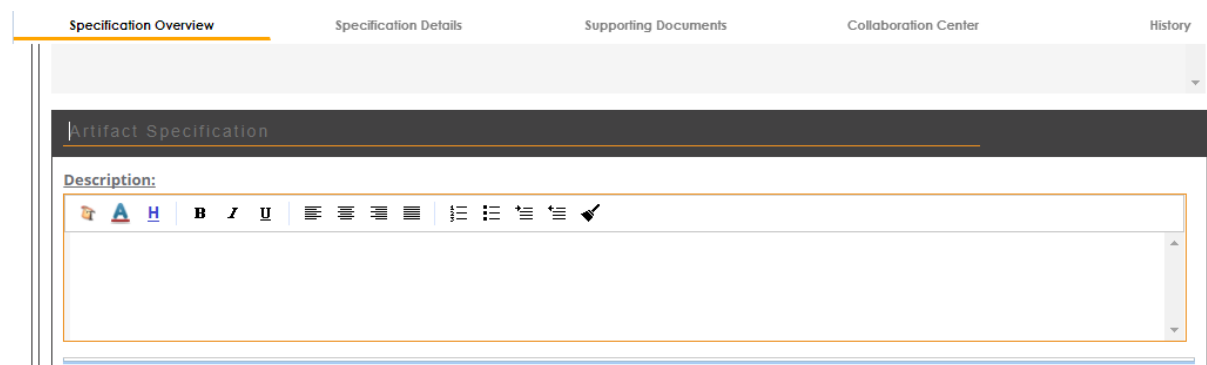 Specification Overview Specification Details Supporting Documents Collaboration Center History
Artifact Specification
Description:
A H B I U